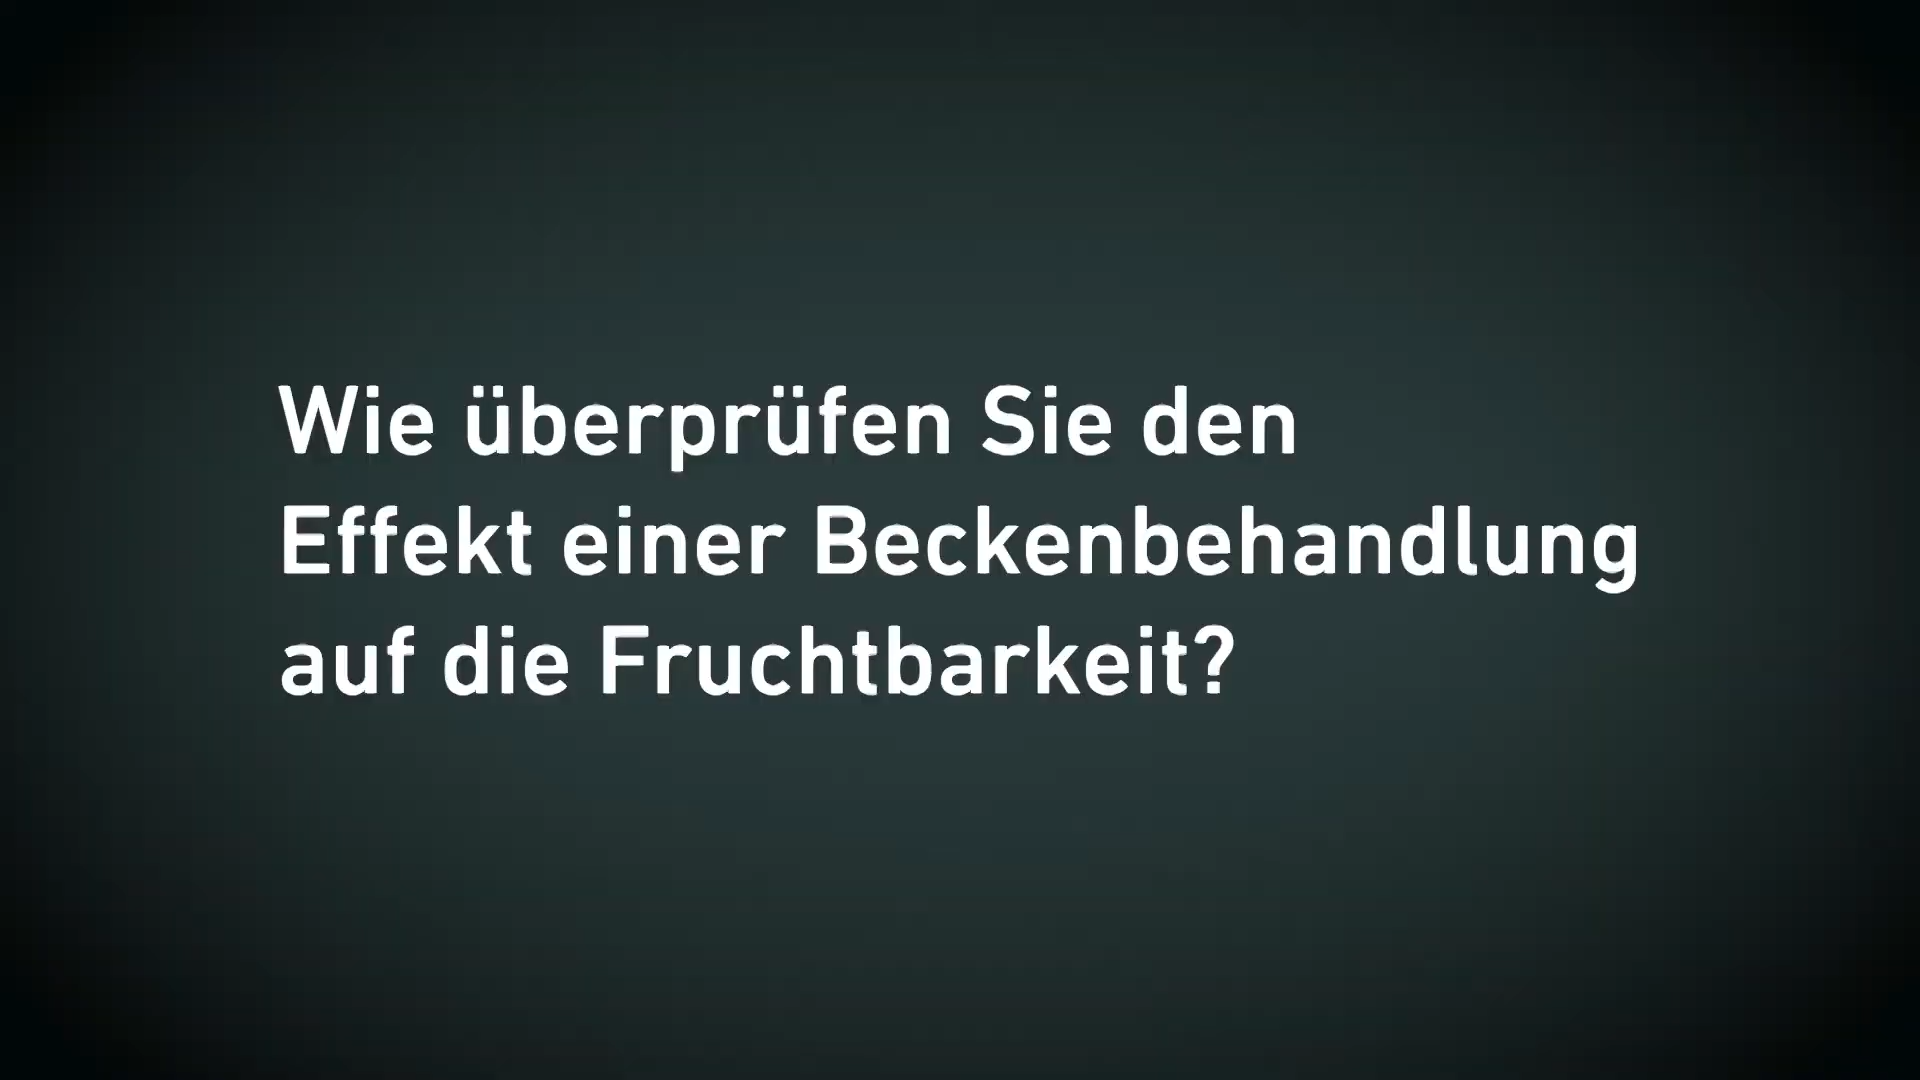 Wie überprüfen Sie den
Effekt einer Beckenbehandlung
auf die Fruchtbarkeit?